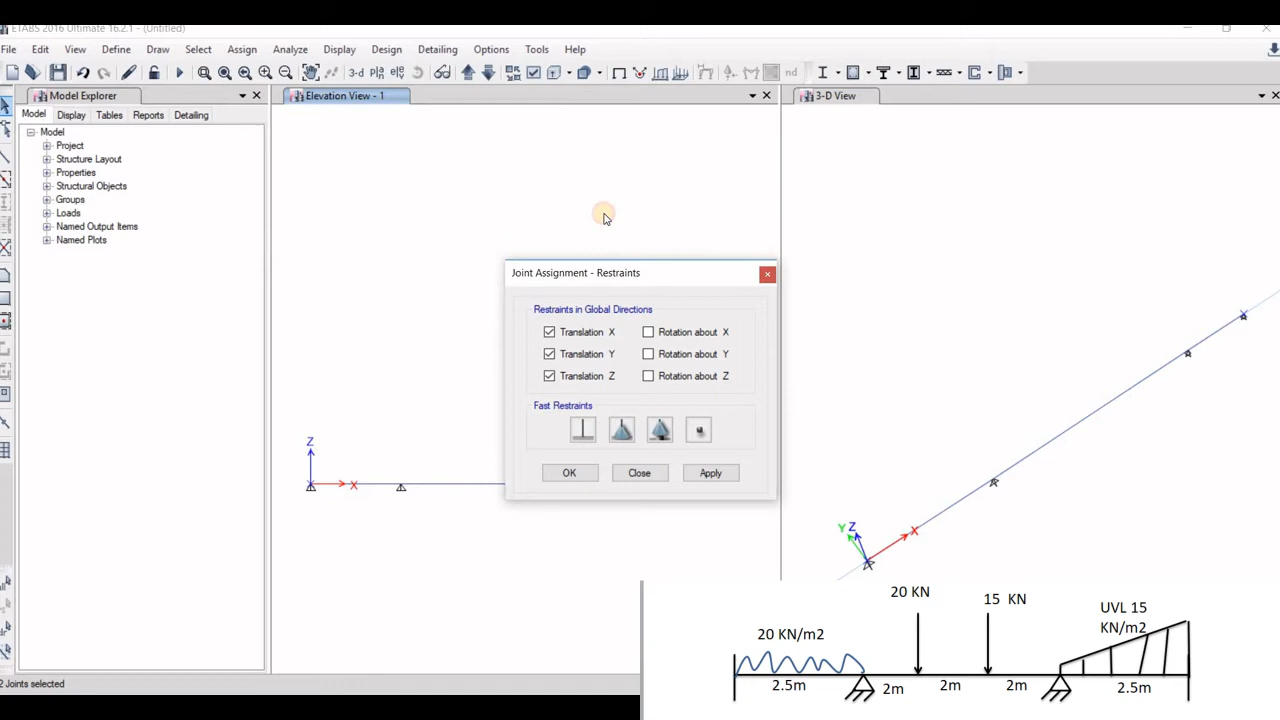 ETABS 2016 Ultimate 16.2.1 - (Untitled)
File Edit View Define Draw Select Assign Analyze Display Design Detailing Options Tools Help
3-d nd
Model Explorer
Elevation View - 1
3-D View
Model Display Tables Reports Detailing
Model
Project
Structure Layout
Properties
Structural Objects
Groups
Loads
Named Output Items
Named Plots
Joint Assignment - Restraints
Restraints in Global Directions
Translation X Rotation about X
Translation Y Rotation about Y
Translation Z Rotation about Z
Fast Restraints
OK Close Apply
Z
X
Y Z X
2 Joints selected
20 KN
15 KN
UVL 15
KN/m2
20 KN/m2
2.5m 2m 2m 2m 2.5m